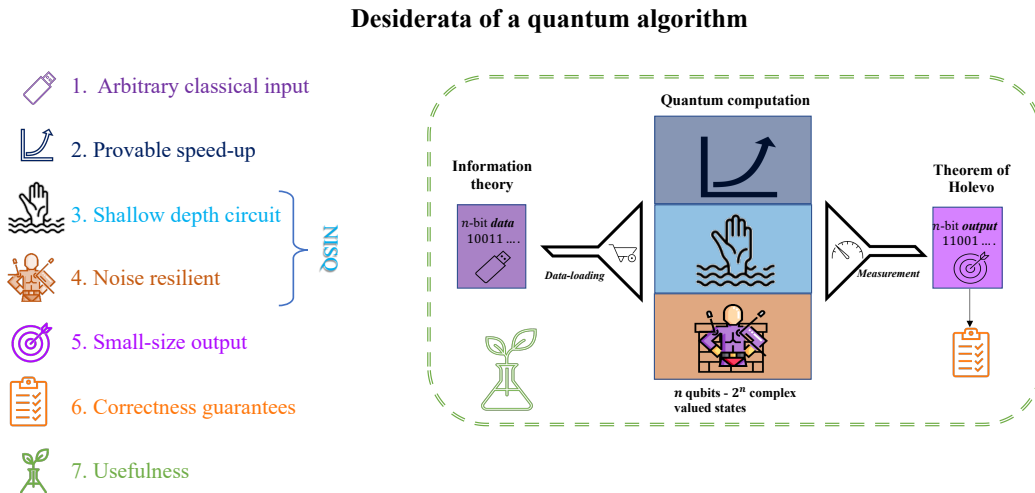 Desiderata of a quantum algorithm
1. Arbitrary classical input
2. Provable speed-up
3. Shallow depth circuit
4. Noise resilient
NISQ
5. Small-size output
6. Correctness guarantees
7. Usefulness
Information
theory
n-bit data
10011 ....
Data-loading
Quantum computation
n qubits - 2ⁿ complex
valued states
Measurement
Theorem of
Holevo
n-bit output
11001 ....